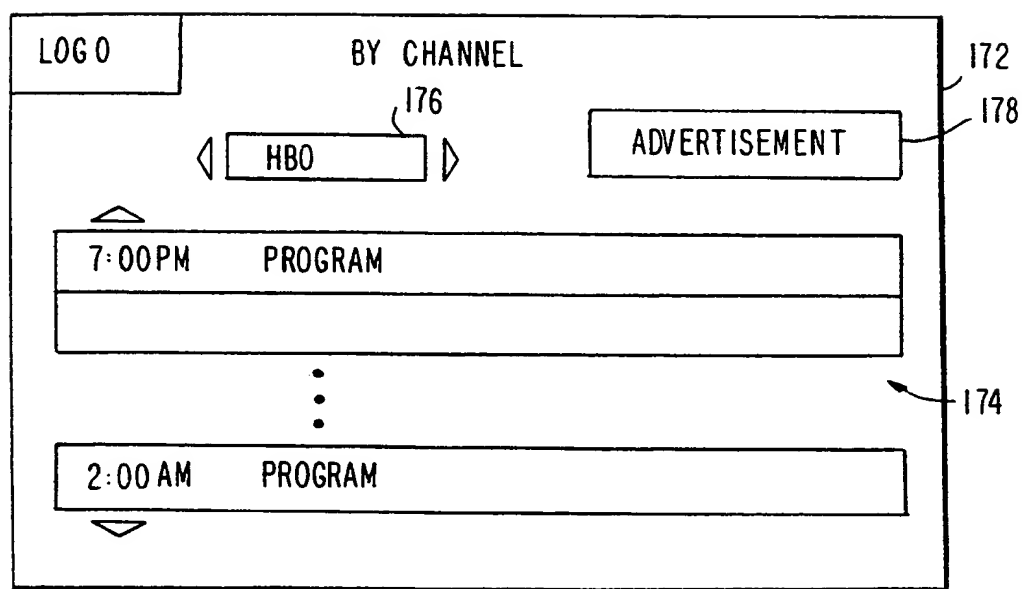 LOGO
BY CHANNEL
172
176
178
HBO
ADVERTISEMENT
7:00PM PROGRAM
174
2:00AM PROGRAM